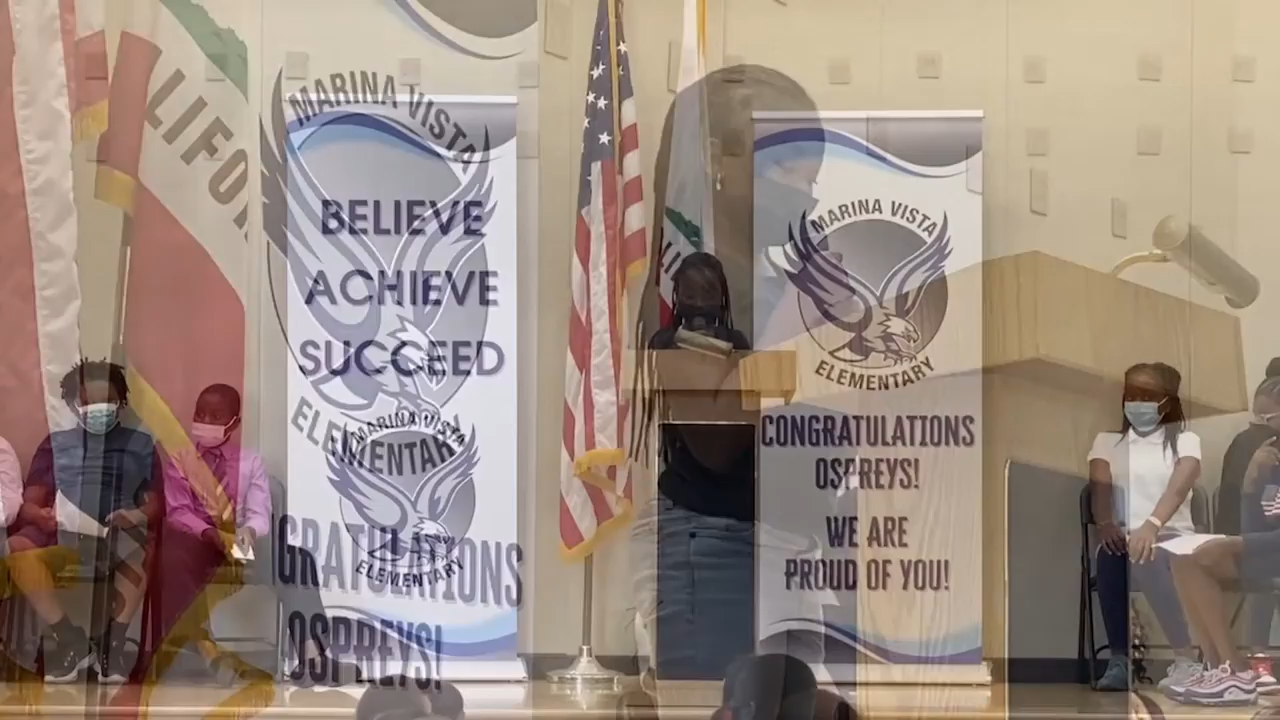 LIFOR
MARINA VISTA
BELIEVE
ACHIEVE
SUCCEED
ELEMENTARY
MARINA VISTA
ELEMENTARY
GRATULATIONS
OSPREYS!
MARINA VISTA
ELEMENTARY
CONGRATULATIONS
OSPREYS!
WE ARE
PROUD OF YOU!